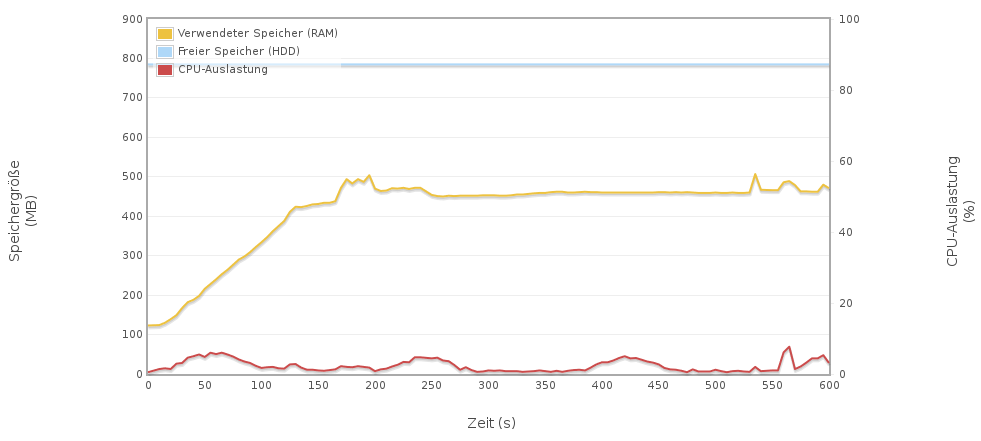 Verwendeter Speicher (RAM)
Freier Speicher (HDD)
CPU-Auslastung
900
800
700
600
500
400
300
200
100
0
Speichergröße
(MB)
100
80
60
40
20
0
CPU-Auslastung
(%)
0 50 100 150 200 250 300 350 400 450 500 550 600
Zeit (s)